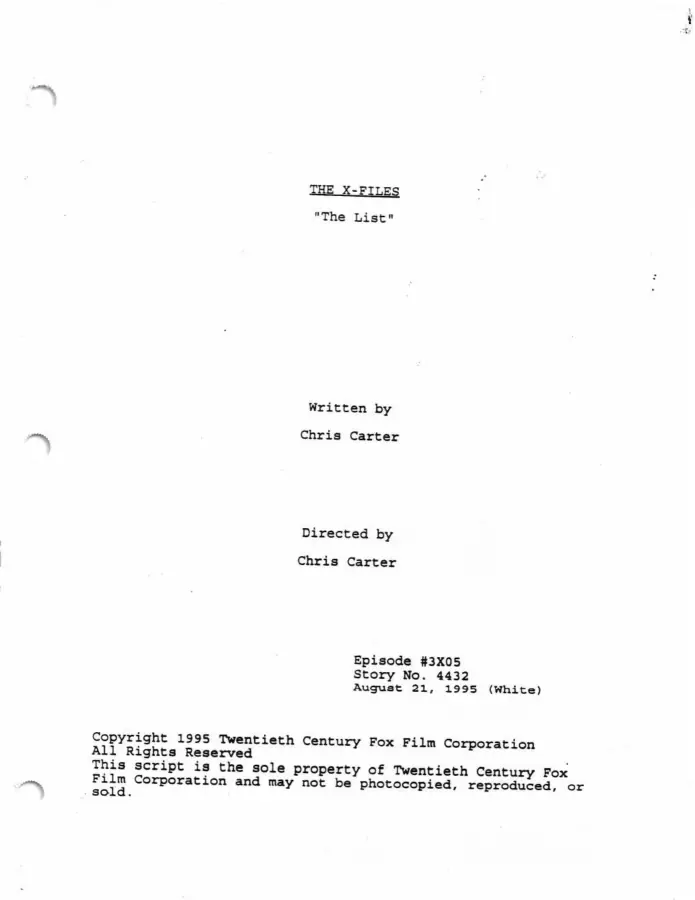 THE X-FILES
"The List"
Written by
Chris Carter
Directed by
Chris Carter
Episode #3X05
Story No. 4432
August 21, 1995 (White)
Copyright 1995 Twentieth Century Fox Film Corporation
All Rights Reserved
This script is the sole property of Twentieth Century Fox
Film Corporation and may not be photocopied, reproduced, or
sold.